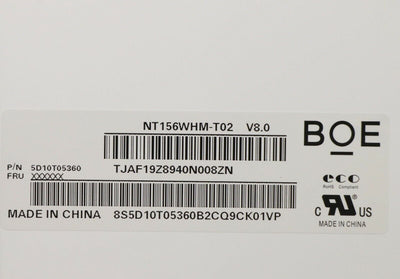 NT156WHM-T02 V8.0
BOE
P/N 5D10T05360
TJAF19Z8940N008ZN
FRU XXXXXX
eco
RoHS Compliant
C RU US
MADE IN CHINA 8S5D10T05360B2CQ9CK01VP
MADE IN CHINA